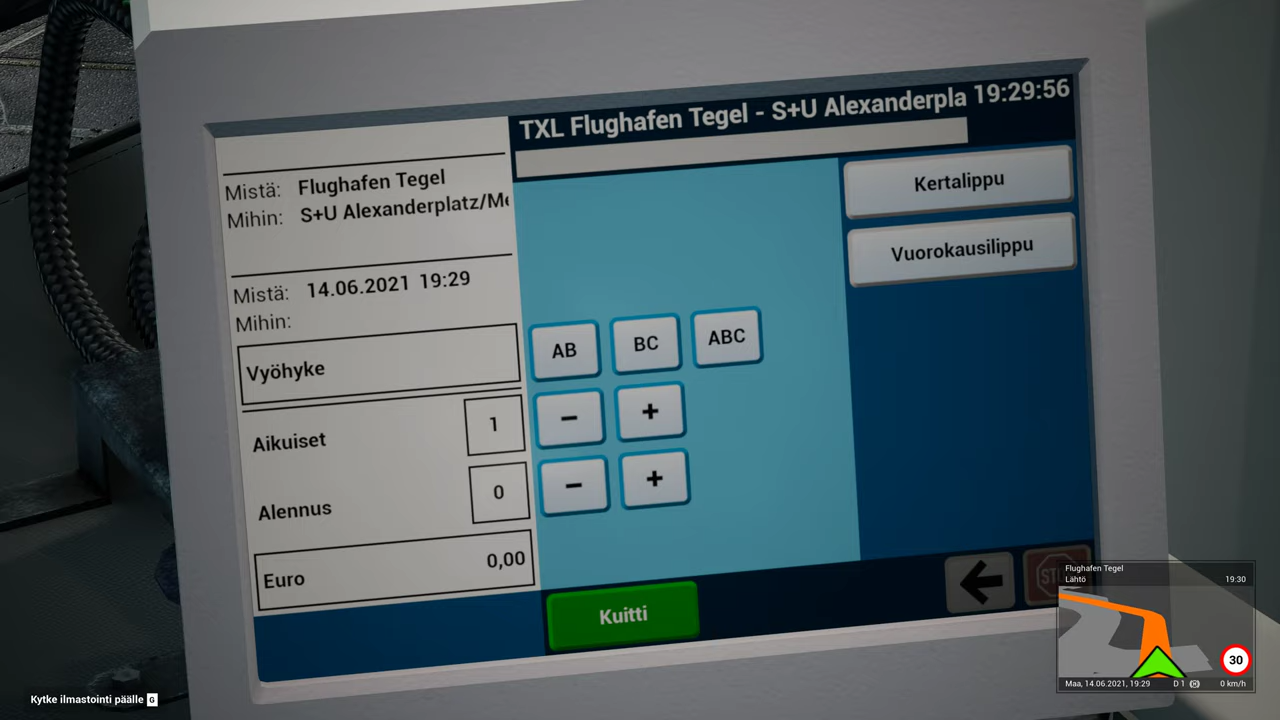 TXL Flughafen Tegel - S+U Alexanderpla 19:29:56
Mistä: Flughafen Tegel
Mihin: S+U Alexanderplatz/Me
Mistä: 14.06.2021 19:29
Mihin:
Vyöhyke
AB BC ABC
Aikuiset 1 − +
Alennus 0 − +
Euro 0,00
Kertalippu
Vuorokausilippu
Kuitti
Flughafen Tegel
Lähtö 19:30
30
Maa, 14.06.2021, 19:29 D 1 0 km/h
Kytke ilmastointi päälle G